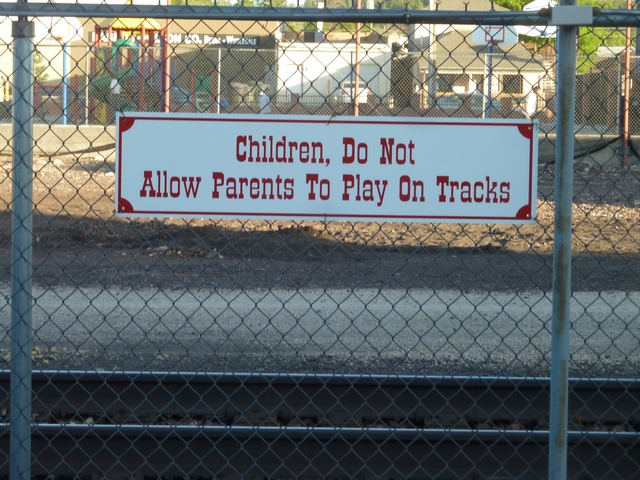 Children, Do Not
Allow Parents To Play On Tracks